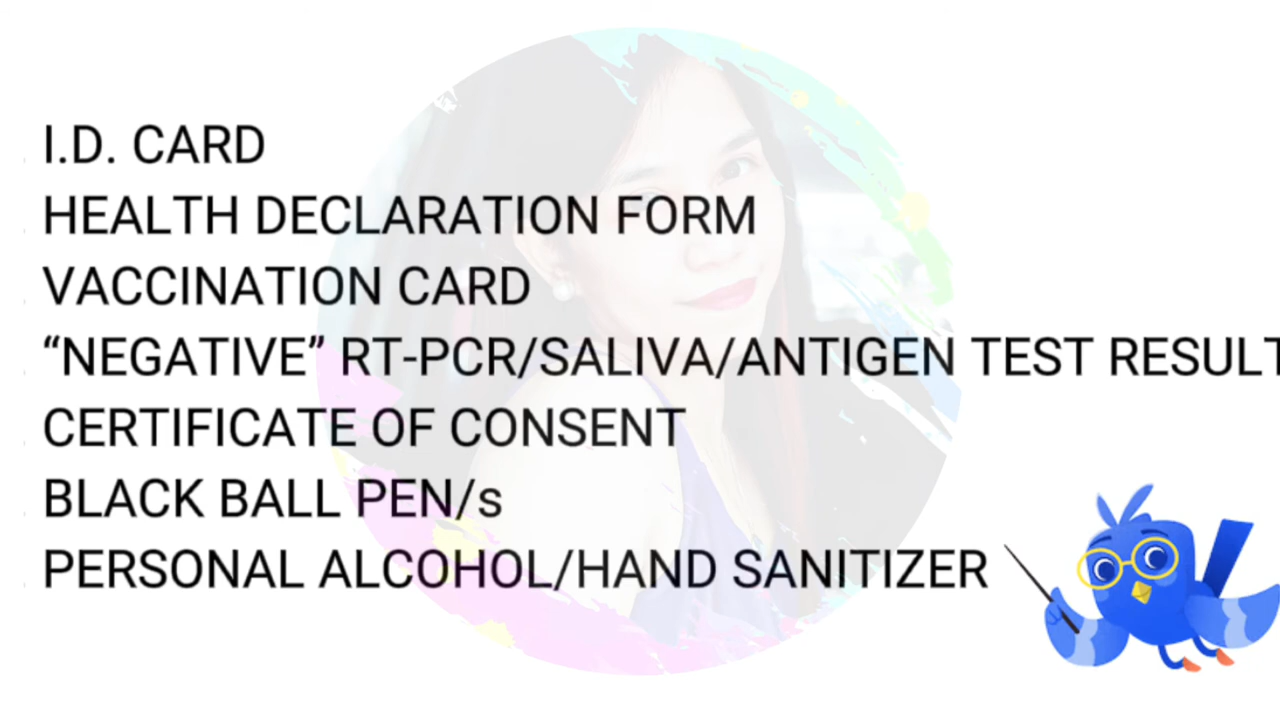 I.D. CARD
HEALTH DECLARATION FORM
VACCINATION CARD
“NEGATIVE” RT-PCR/SALIVA/ANTIGEN TEST RESULT
CERTIFICATE OF CONSENT
BLACK BALL PEN/s
PERSONAL ALCOHOL/HAND SANITIZER